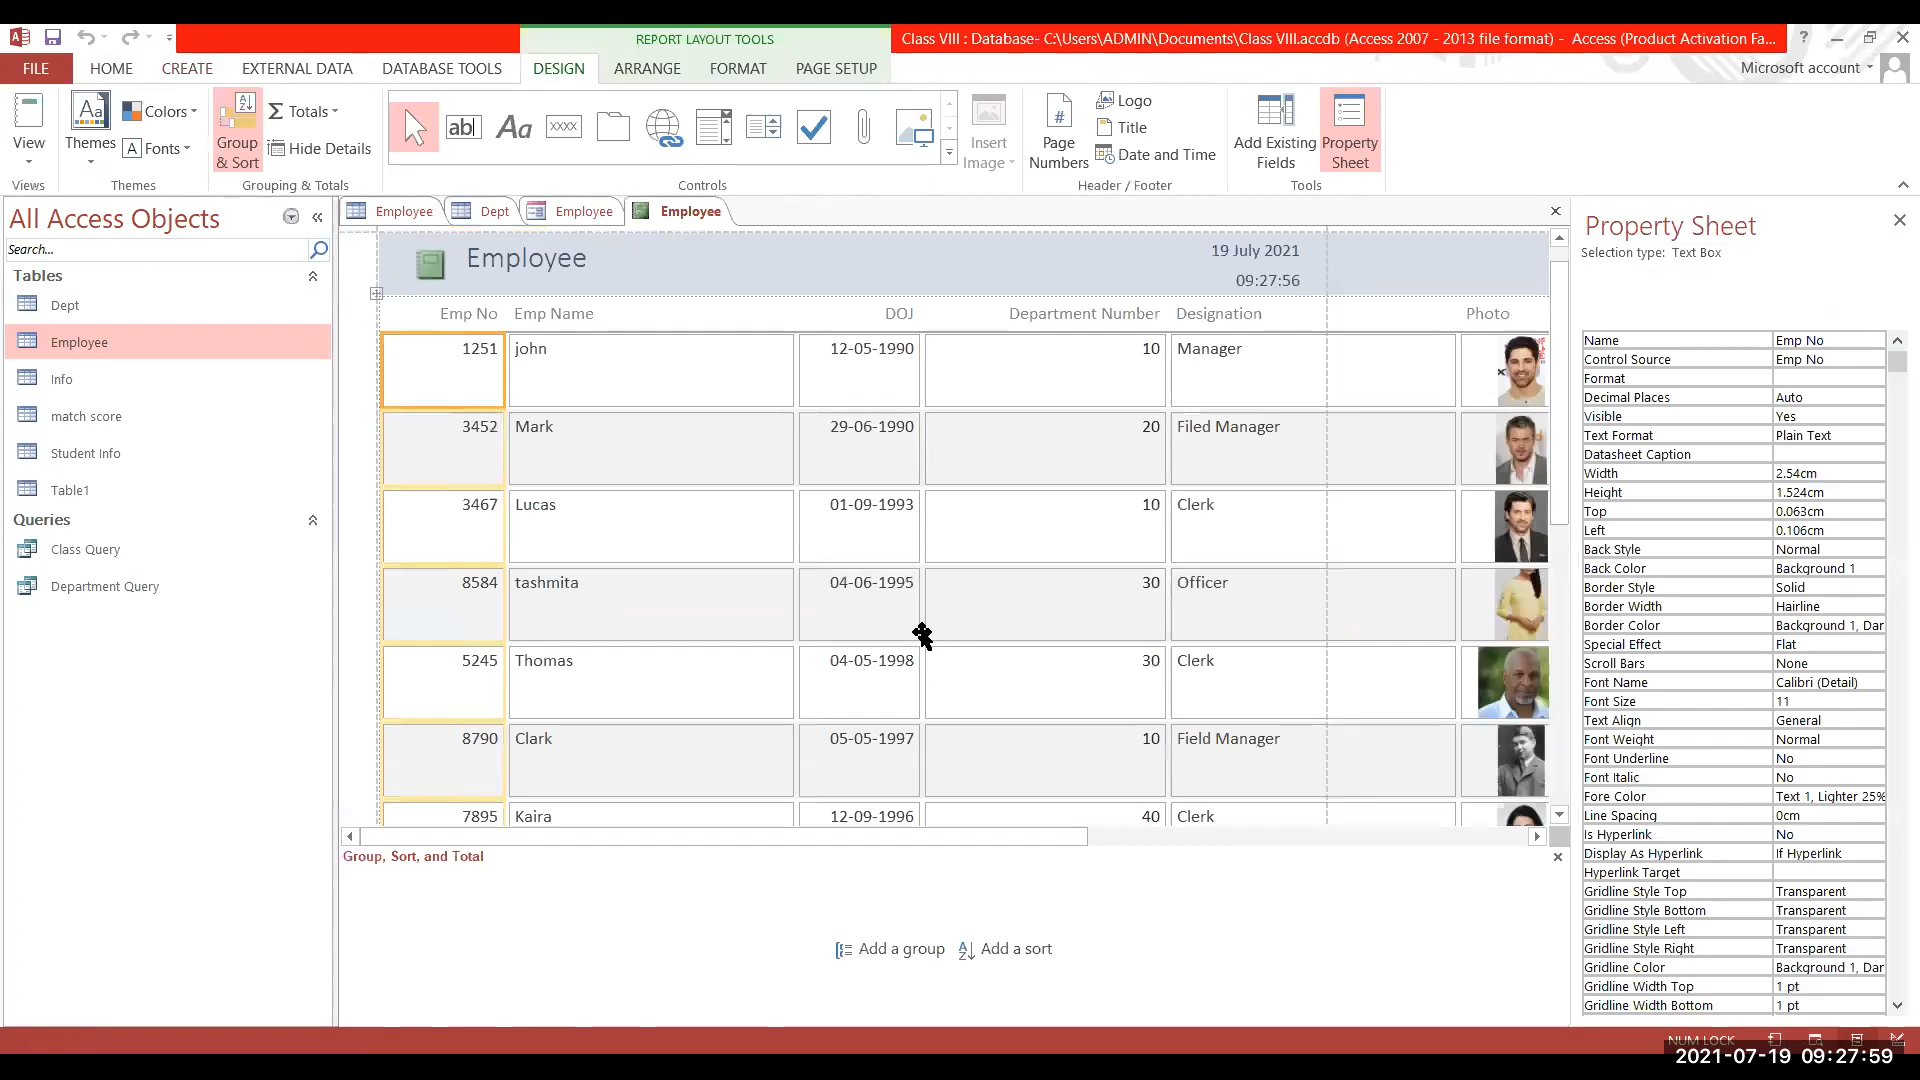 REPORT LAYOUT TOOLS
Class VIII : Database- C:\Users\ADMIN\Documents\Class VIII.accdb (Access 2007 - 2013 file format) - Access (Product Activation Fa...
?
FILE HOME CREATE EXTERNAL DATA DATABASE TOOLS DESIGN ARRANGE FORMAT PAGE SETUP
Microsoft account
View
Views
Themes
Colors
Fonts
Themes
Group
& Sort
Totals
Hide Details
Grouping & Totals
ab|
Aa
XXXX
Controls
Insert
Image
Page
Numbers
Logo
Title
Date and Time
Header / Footer
Add Existing
Fields
Property
Sheet
Tools
All Access Objects
Search...
Tables
Dept
Employee
Info
match score
Student Info
Table1
Queries
Class Query
Department Query
Employee Dept Employee Employee
Employee
19 July 2021
09:27:56
Emp No Emp Name DOJ Department Number Designation Photo
1251 john 12-05-1990 10 Manager
3452 Mark 29-06-1990 20 Filed Manager
3467 Lucas 01-09-1993 10 Clerk
8584 tashmita 04-06-1995 30 Officer
5245 Thomas 04-05-1998 30 Clerk
8790 Clark 05-05-1997 10 Field Manager
7895 Kaira 12-09-1996 40 Clerk
Group, Sort, and Total
Add a group Add a sort
Property Sheet
Selection type: Text Box
Name Emp No
Control Source Emp No
Format
Decimal Places Auto
Visible Yes
Text Format Plain Text
Datasheet Caption
Width 2.54cm
Height 1.524cm
Top 0.063cm
Left 0.106cm
Back Style Normal
Back Color Background 1
Border Style Solid
Border Width Hairline
Border Color Background 1, Dar
Special Effect Flat
Scroll Bars None
Font Name Calibri (Detail)
Font Size 11
Text Align General
Font Weight Normal
Font Underline No
Font Italic No
Fore Color Text 1, Lighter 25%
Line Spacing 0cm
Is Hyperlink No
Display As Hyperlink If Hyperlink
Hyperlink Target
Gridline Style Top Transparent
Gridline Style Bottom Transparent
Gridline Style Left Transparent
Gridline Style Right Transparent
Gridline Color Background 1, Dar
Gridline Width Top 1 pt
Gridline Width Bottom 1 pt
NUM LOCK
2021-07-19 09:27:59